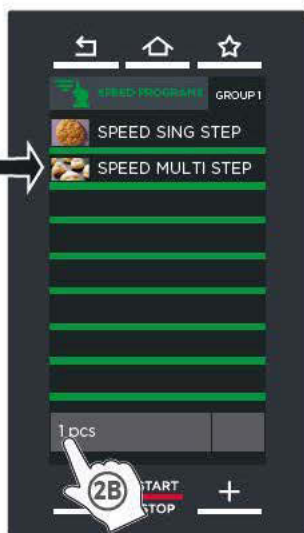 SPEED PROGRAMS GROUP 1
SPEED SING STEP
SPEED MULTI STEP
1 pcs
2B
START
STOP
+